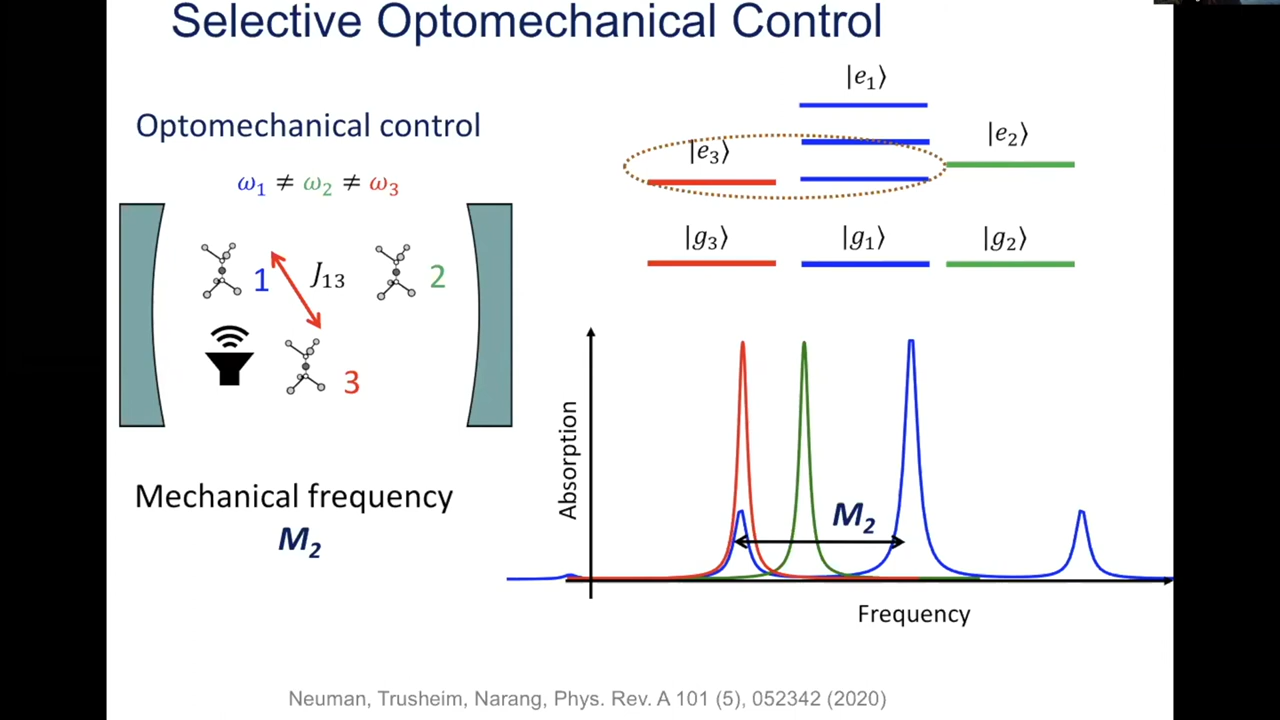 Selective Optomechanical Control
Optomechanical control
ω₁ ≠ ω₂ ≠ ω₃
1
J₁₃
2
3
Mechanical frequency
M₂
|e₁⟩
|e₂⟩
|e₃⟩
|g₃⟩
|g₁⟩
|g₂⟩
Absorption
M₂
Frequency
Neuman, Trusheim, Narang, Phys. Rev. A 101 (5), 052342 (2020)